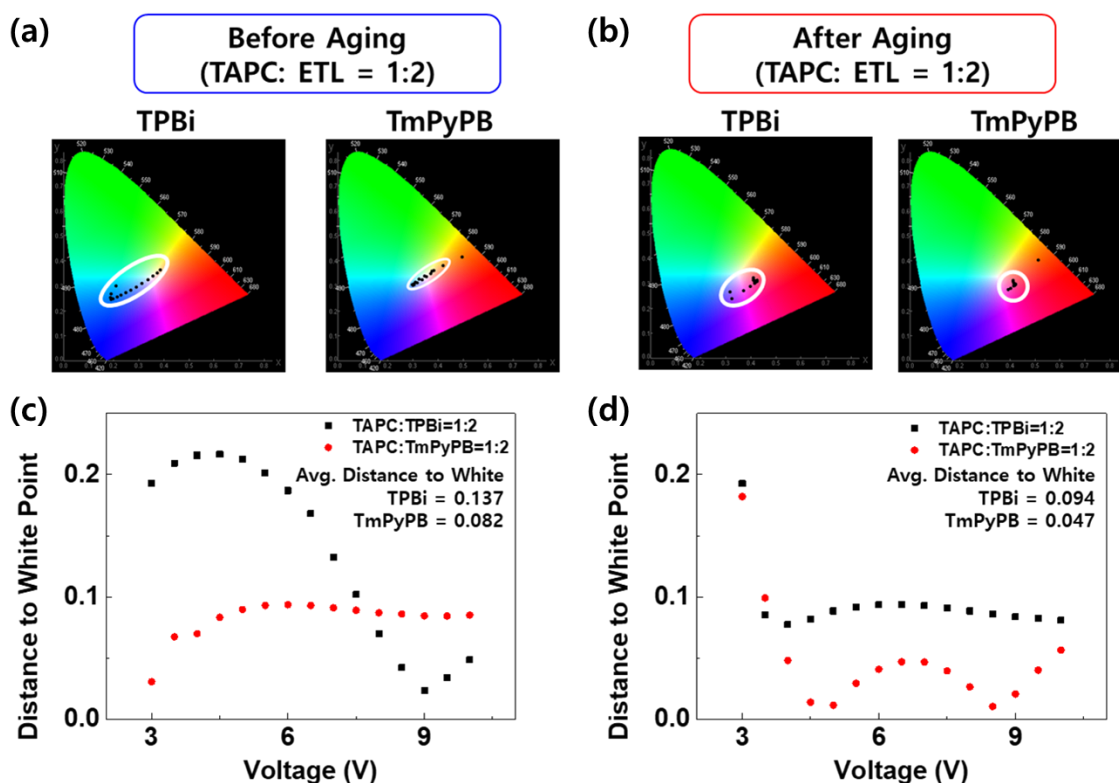 (a)
Before Aging
(TAPC: ETL = 1:2)
(b)
After Aging
(TAPC: ETL = 1:2)
TPBi
TmPyPB
TPBi
TmPyPB
(c)
TAPC:TPBi=1:2
TAPC:TmPyPB=1:2
Avg. Distance to White
TPBi = 0.137
TmPyPB = 0.082
Distance to White Point
0.2
0.1
0.0
3
6
9
Voltage (V)
(d)
TAPC:TPBi=1:2
TAPC:TmPyPB=1:2
Avg. Distance to White
TPBi = 0.094
TmPyPB = 0.047
Distance to White Point
0.2
0.1
0.0
3
6
9
Voltage (V)